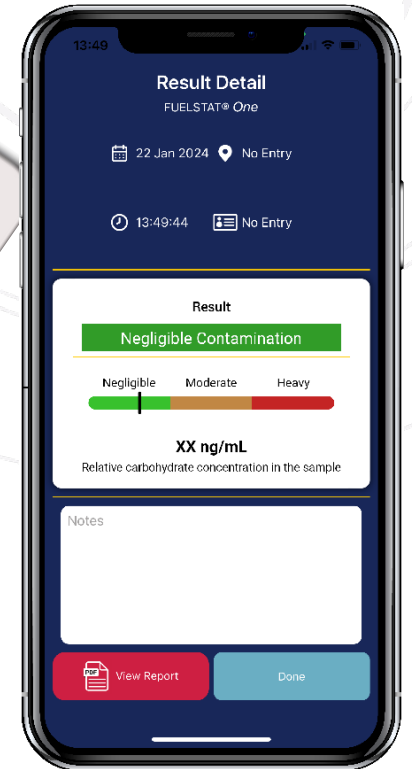 13:49
Result Detail
FUELSTAT® One
22 Jan 2024 No Entry
13:49:44 No Entry
Result
Negligible Contamination
Negligible Moderate Heavy
XX ng/mL
Relative carbohydrate concentration in the sample
Notes
PDF View Report Done